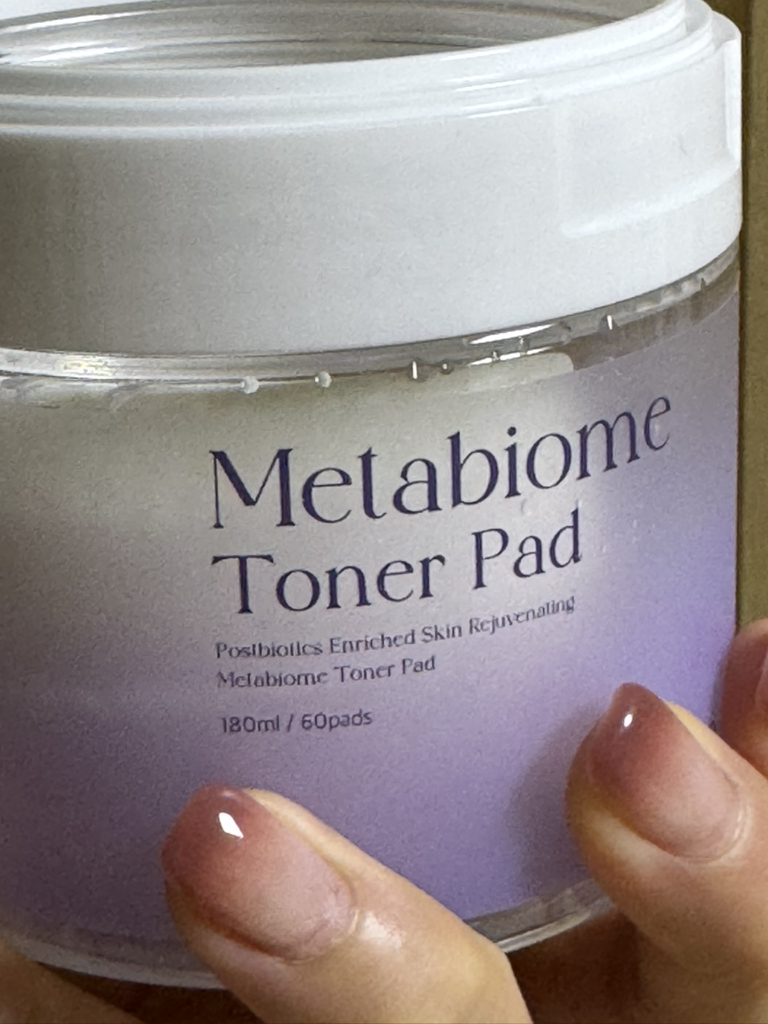 Metabiome
Toner Pad
Postbiotics Enriched Skin Rejuvenating
Metabiome Toner Pad
180ml / 60pads